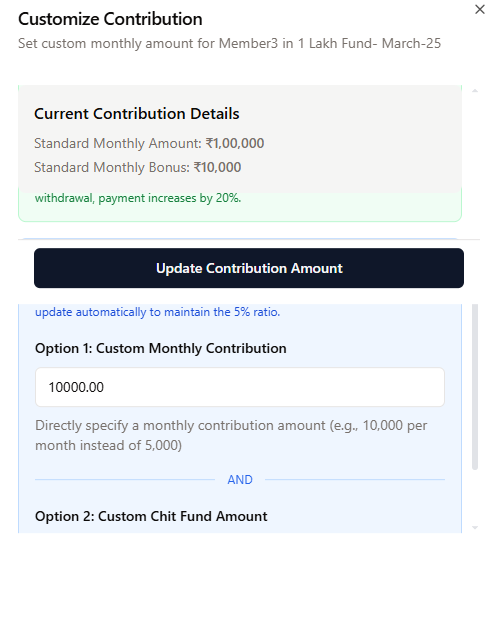 Customize Contribution
Set custom monthly amount for Member3 in 1 Lakh Fund- March-25
Current Contribution Details
Standard Monthly Amount: ₹1,00,000
Standard Monthly Bonus: ₹10,000
withdrawal, payment increases by 20%.
Update Contribution Amount
update automatically to maintain the 5% ratio.
Option 1: Custom Monthly Contribution
10000.00
Directly specify a monthly contribution amount (e.g., 10,000 per
month instead of 5,000)
AND
Option 2: Custom Chit Fund Amount